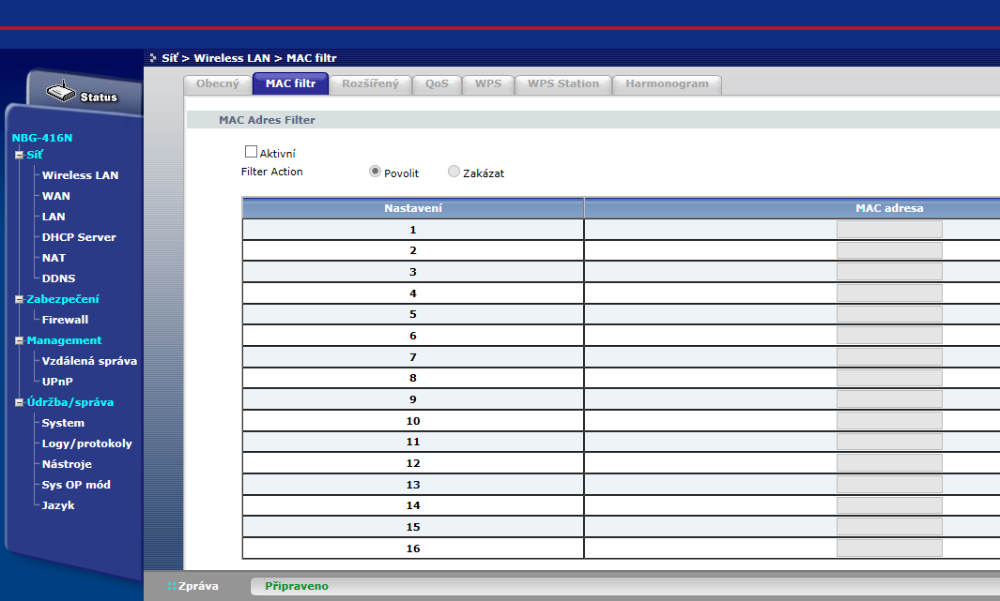 Síť > Wireless LAN > MAC filtr
Status
Obecný MAC filtr Rozšířený QoS WPS WPS Station Harmonogram
NBG-416N
Síť
Wireless LAN
WAN
LAN
DHCP Server
NAT
DDNS
Zabezpečení
Firewall
Management
Vzdálená správa
UPnP
Údržba/správa
System
Logy/protokoly
Nástroje
Sys OP mód
Jazyk
MAC Adres Filter
Aktivní
Filter Action Povolit Zakázat
Nastavení MAC adresa
1
2
3
4
5
6
7
8
9
10
11
12
13
14
15
16
Zpráva Připraveno